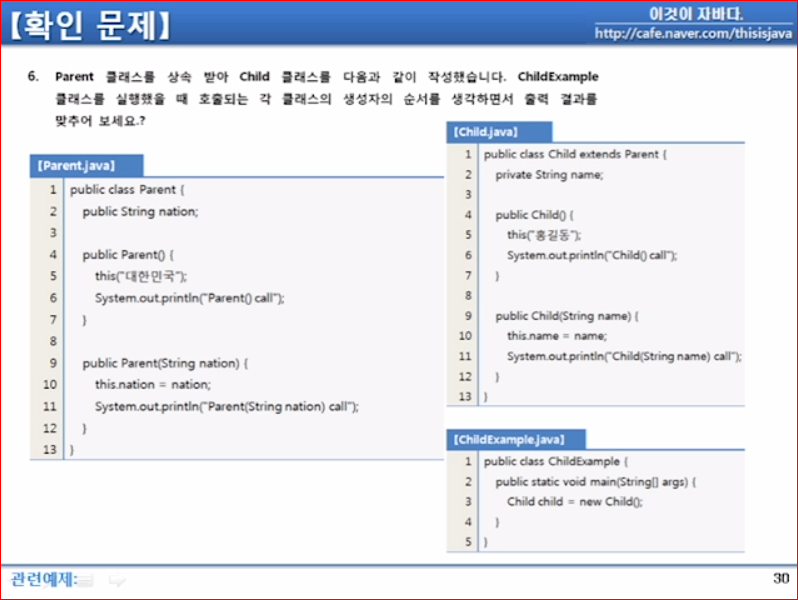 【확인 문제】
이것이 자바다.
http://cafe.naver.com/thisisjava
6. Parent 클래스를 상속 받아 Child 클래스를 다음과 같이 작성했습니다. ChildExample
클래스를 실행했을 때 호출되는 각 클래스의 생성자의 순서를 생각하면서 출력 결과를
맞추어 보세요.?
[Parent.java]
1 public class Parent {
2 public String nation;
3
4 public Parent() {
5 this("대한민국");
6 System.out.println("Parent() call");
7 }
8
9 public Parent(String nation) {
10 this.nation = nation;
11 System.out.println("Parent(String nation) call");
12 }
13 }
[Child.java]
1 public class Child extends Parent {
2 private String name;
3
4 public Child() {
5 this("홍길동");
6 System.out.println("Child() call");
7 }
8
9 public Child(String name) {
10 this.name = name;
11 System.out.println("Child(String name) call");
12 }
13 }
[ChildExample.java]
1 public class ChildExample {
2 public static void main(String[] args) {
3 Child child = new Child();
4 }
5 }
관련예제:
30